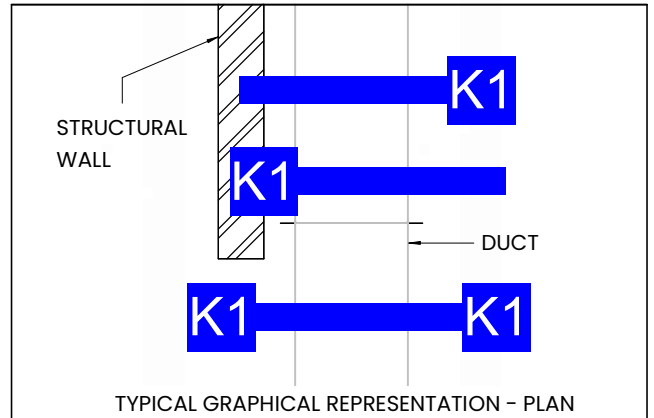 K1
STRUCTURAL
WALL
K1
DUCT
K1 K1
TYPICAL GRAPHICAL REPRESENTATION - PLAN